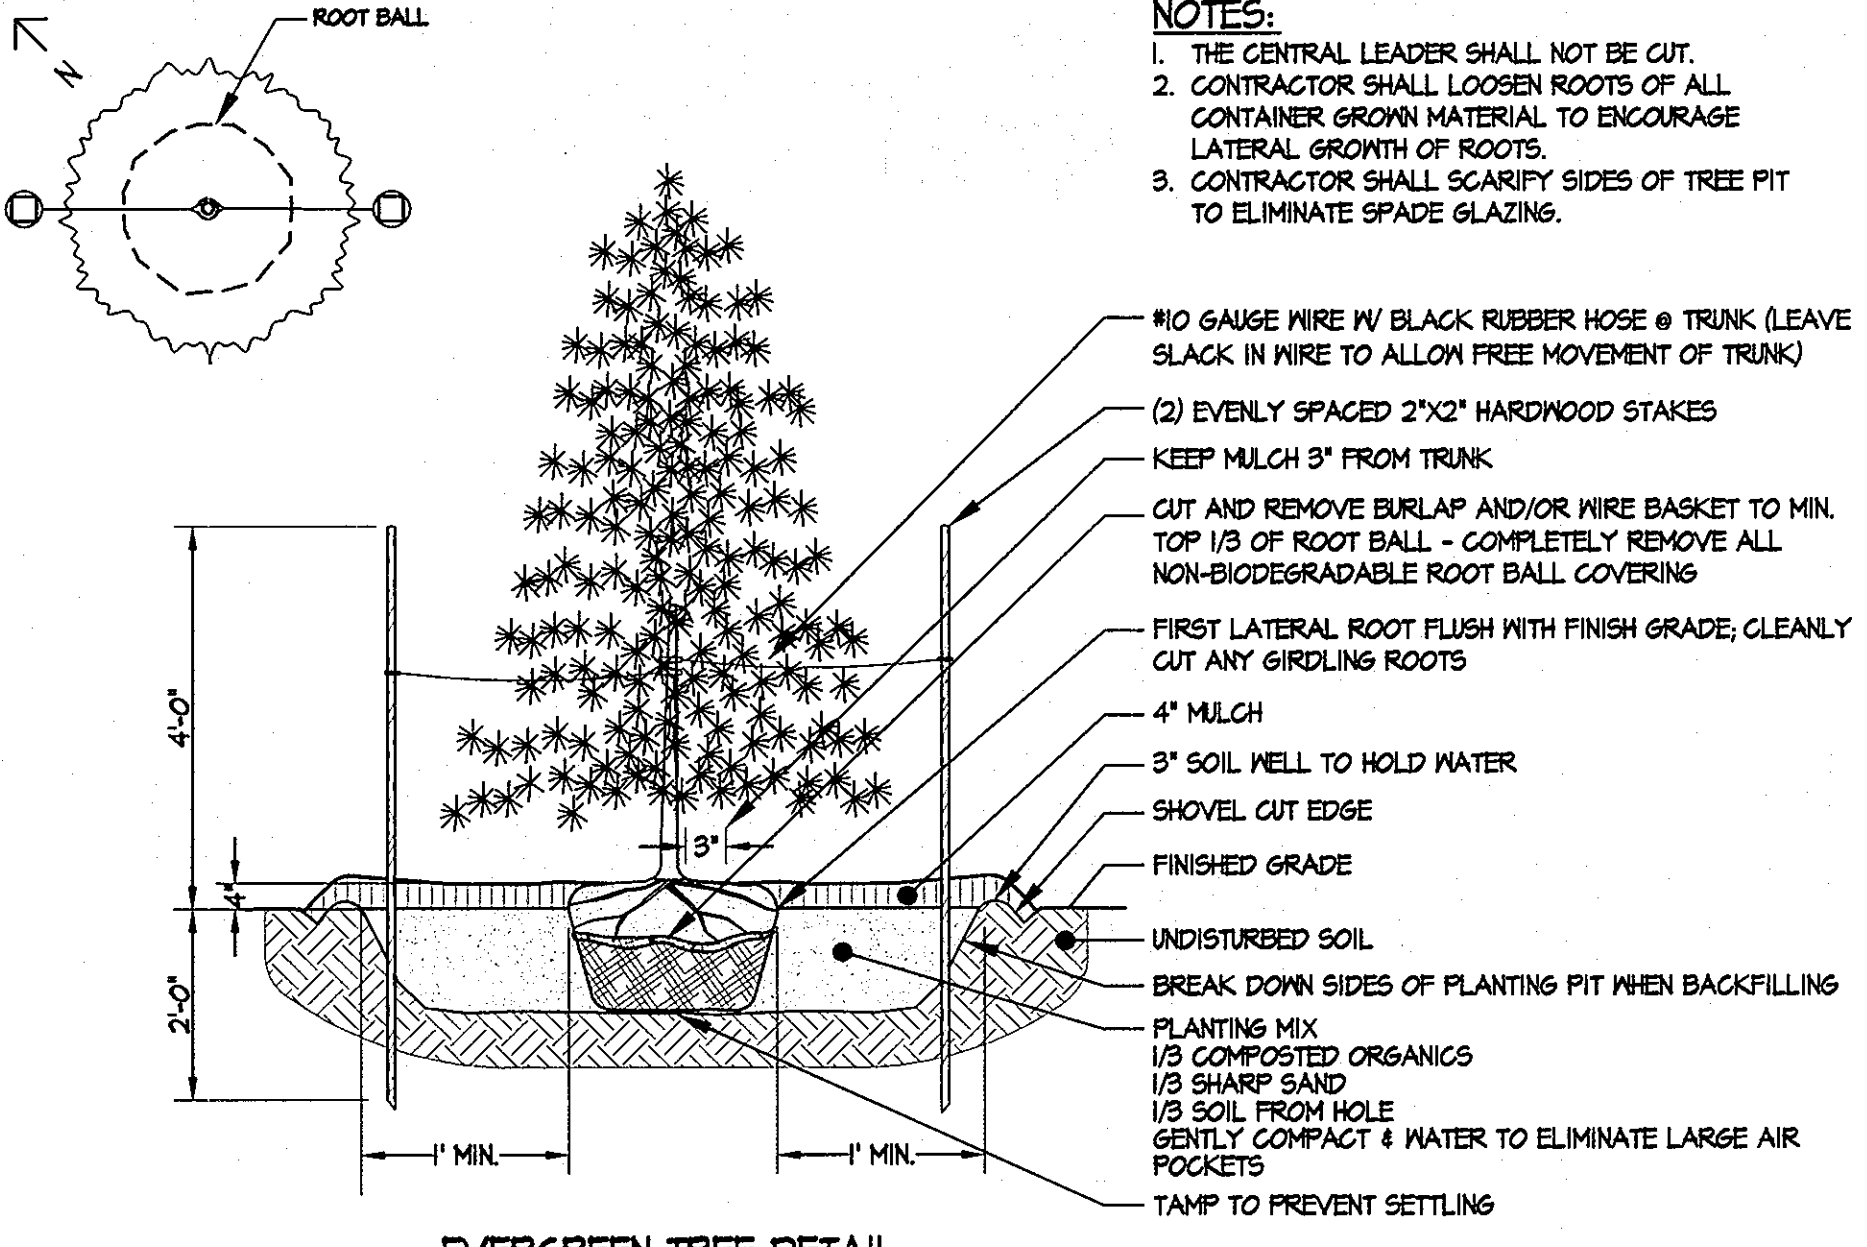 ROOT BALL
N
NOTES:
1. THE CENTRAL LEADER SHALL NOT BE CUT.
2. CONTRACTOR SHALL LOOSEN ROOTS OF ALL
CONTAINER GROWN MATERIAL TO ENCOURAGE
LATERAL GROWTH OF ROOTS.
3. CONTRACTOR SHALL SCARIFY SIDES OF TREE PIT
TO ELIMINATE SPADE GLAZING.
#10 GAUGE WIRE W/ BLACK RUBBER HOSE @ TRUNK (LEAVE
SLACK IN WIRE TO ALLOW FREE MOVEMENT OF TRUNK)
(2) EVENLY SPACED 2"X2" HARDWOOD STAKES
KEEP MULCH 3" FROM TRUNK
CUT AND REMOVE BURLAP AND/OR WIRE BASKET TO MIN.
TOP 1/3 OF ROOT BALL - COMPLETELY REMOVE ALL
NON-BIODEGRADABLE ROOT BALL COVERING
FIRST LATERAL ROOT FLUSH WITH FINISH GRADE; CLEANLY
CUT ANY GIRDLING ROOTS
4" MULCH
3" SOIL WELL TO HOLD WATER
SHOVEL CUT EDGE
FINISHED GRADE
UNDISTURBED SOIL
BREAK DOWN SIDES OF PLANTING PIT WHEN BACKFILLING
PLANTING MIX
1/3 COMPOSTED ORGANICS
1/3 SHARP SAND
1/3 SOIL FROM HOLE
GENTLY COMPACT & WATER TO ELIMINATE LARGE AIR
POCKETS
TAMP TO PREVENT SETTLING
4'-0"
3"
4"
2'-0"
1' MIN.
1' MIN.
EVERGREEN TREE DETAIL